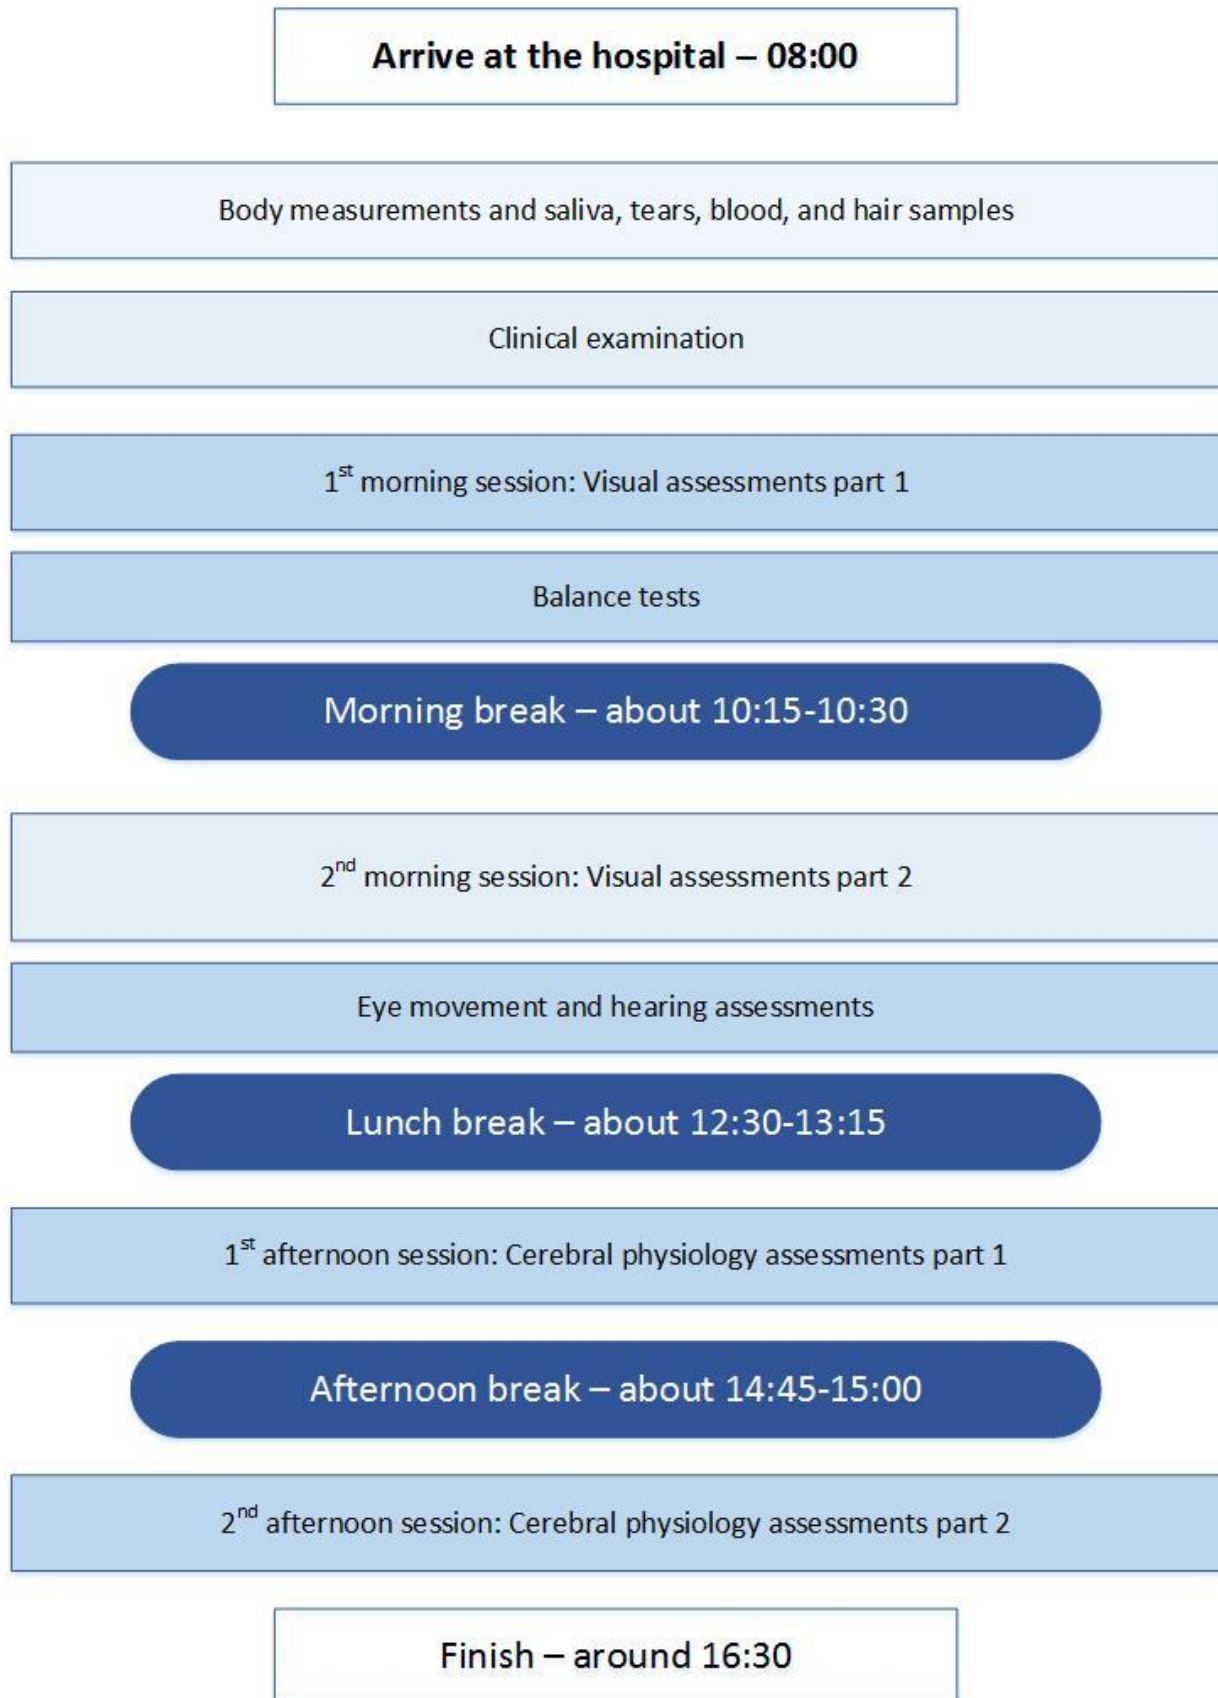 Arrive at the hospital – 08:00
Body measurements and saliva, tears, blood, and hair samples
Clinical examination
1st morning session: Visual assessments part 1
Balance tests
Morning break – about 10:15-10:30
2nd morning session: Visual assessments part 2
Eye movement and hearing assessments
Lunch break – about 12:30-13:15
1st afternoon session: Cerebral physiology assessments part 1
Afternoon break – about 14:45-15:00
2nd afternoon session: Cerebral physiology assessments part 2
Finish – around 16:30